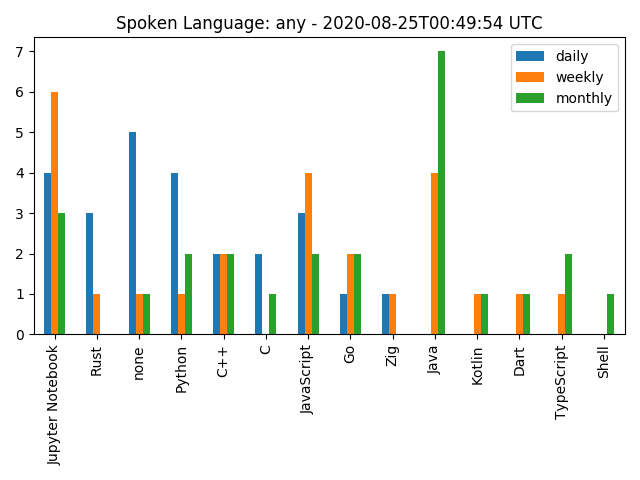 Spoken Language: any - 2020-08-25T00:49:54 UTC
daily
weekly
monthly
7
6
5
4
3
2
1
0
Jupyter Notebook
Rust
none
Python
C++
C
JavaScript
Go
Zig
Java
Kotlin
Dart
TypeScript
Shell